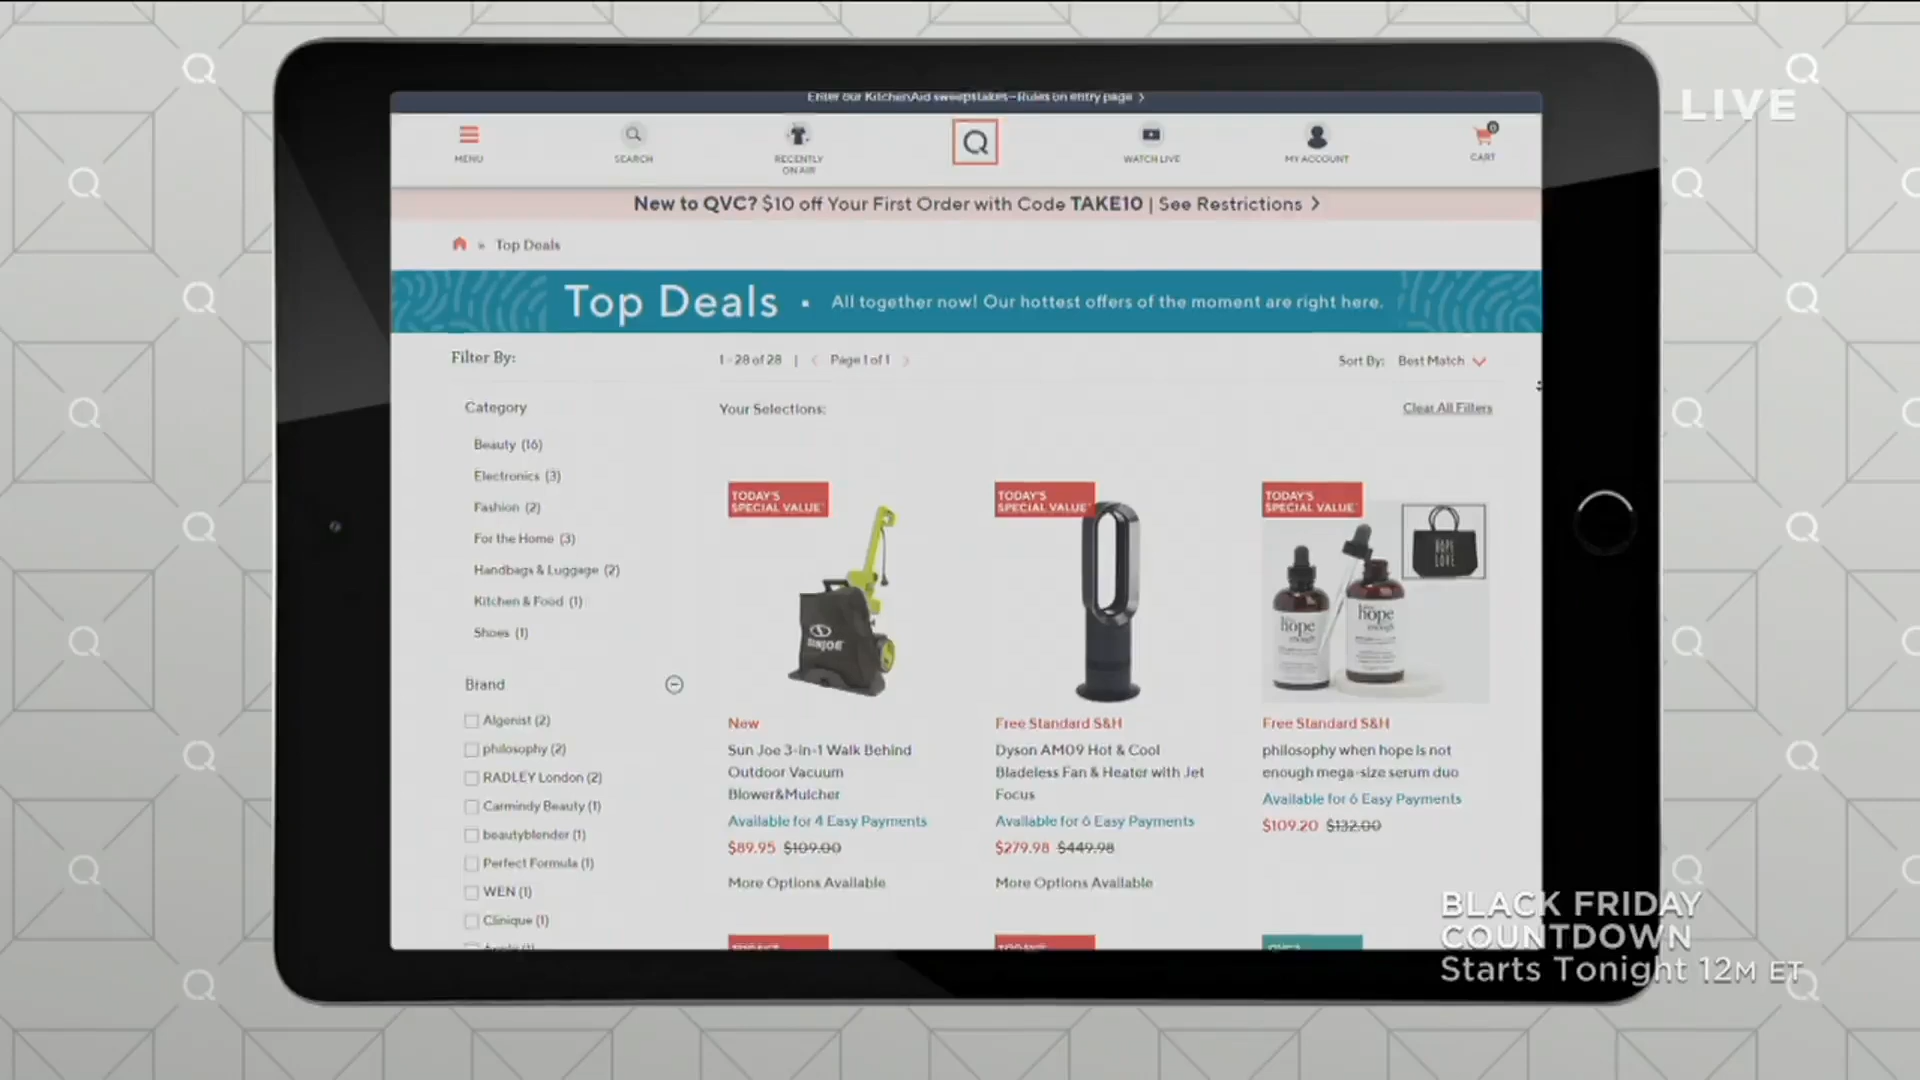 LIVE
Enter our KitchenAid sweepstakes—Rules on entry page >
MENU
SEARCH
RECENTLY
ON AIR
Q
WATCH LIVE
MY ACCOUNT
0
CART
New to QVC? $10 off Your First Order with Code TAKE10 | See Restrictions >
» Top Deals
Top Deals ▪ All together now! Our hottest offers of the moment are right here.
Filter By:
1 - 28 of 28 | < Page 1 of 1 >
Sort By: Best Match
Category
Your Selections:
Clear All Filters
Beauty (16)
Electronics (3)
Fashion (2)
For the Home (3)
Handbags & Luggage (2)
Kitchen & Food (1)
Shoes (1)
Brand
Algenist (2)
philosophy (2)
RADLEY London (2)
Carmindy Beauty (1)
beautyblender (1)
Perfect Formula (1)
WEN (1)
Clinique (1)
TODAY'S
SPECIAL VALUE
SUNJOE
New
Sun Joe 3-in-1 Walk Behind
Outdoor Vacuum
Blower&Mulcher
Available for 4 Easy Payments
$89.95 $109.00
More Options Available
TODAY'S
SPECIAL VALUE
Free Standard S&H
Dyson AM09 Hot & Cool
Bladeless Fan & Heater with Jet
Focus
Available for 6 Easy Payments
$279.98 $449.98
More Options Available
TODAY'S
SPECIAL VALUE
HOPE
LOVE
hope
enough
hope
enough
Free Standard S&H
philosophy when hope is not
enough mega-size serum duo
Available for 6 Easy Payments
$109.20 $132.00
BLACK FRIDAY
COUNTDOWN
Starts Tonight 12M ET